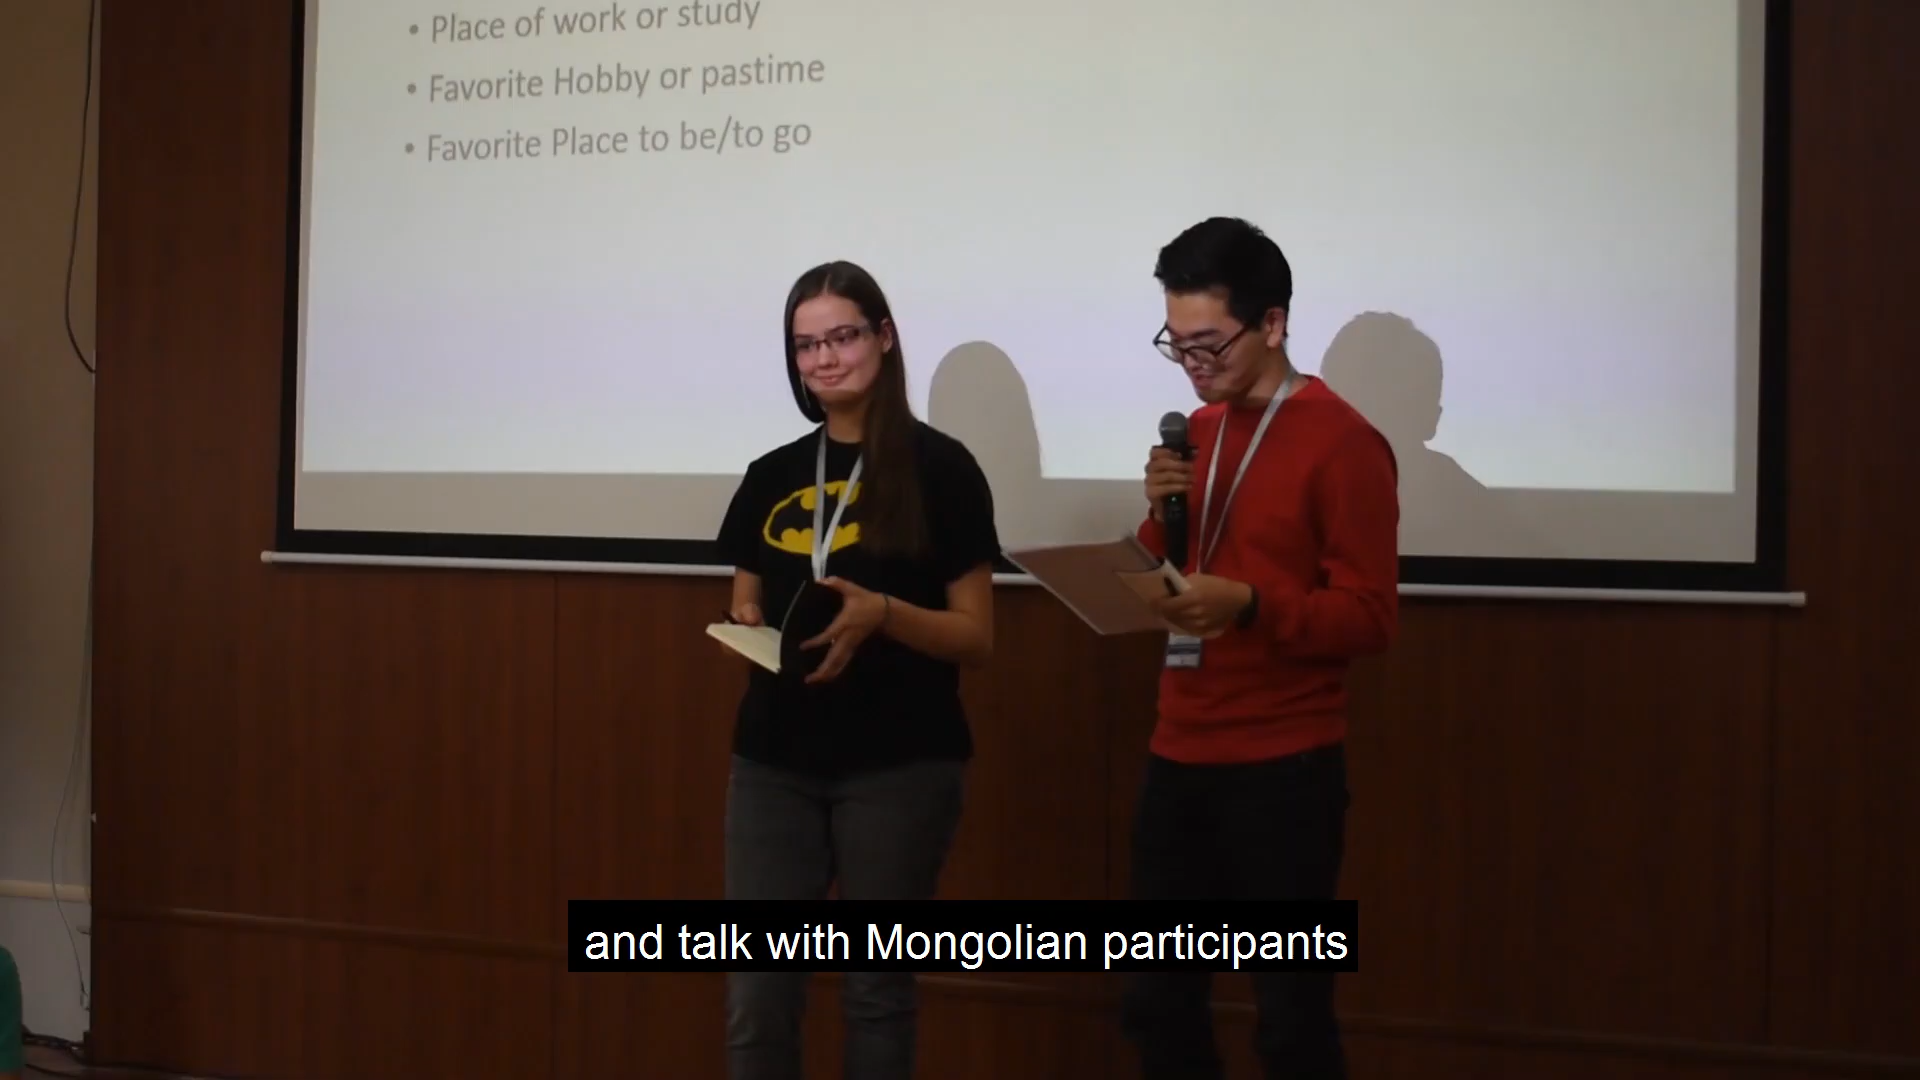 • Place of work or study
• Favorite Hobby or pastime
• Favorite Place to be/to go
and talk with Mongolian participants